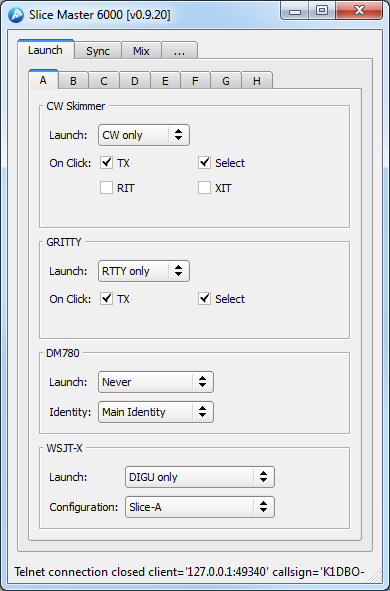 Slice Master 6000 [v0.9.20]
Launch Sync Mix ...
A B C D E F G H
CW Skimmer
Launch: CW only
On Click: TX Select
RIT XIT
GRITTY
Launch: RTTY only
On Click: TX Select
DM780
Launch: Never
Identity: Main Identity
WSJT-X
Launch: DIGU only
Configuration: Slice-A
Telnet connection closed client='127.0.0.1:49340' callsign='K1DBO-